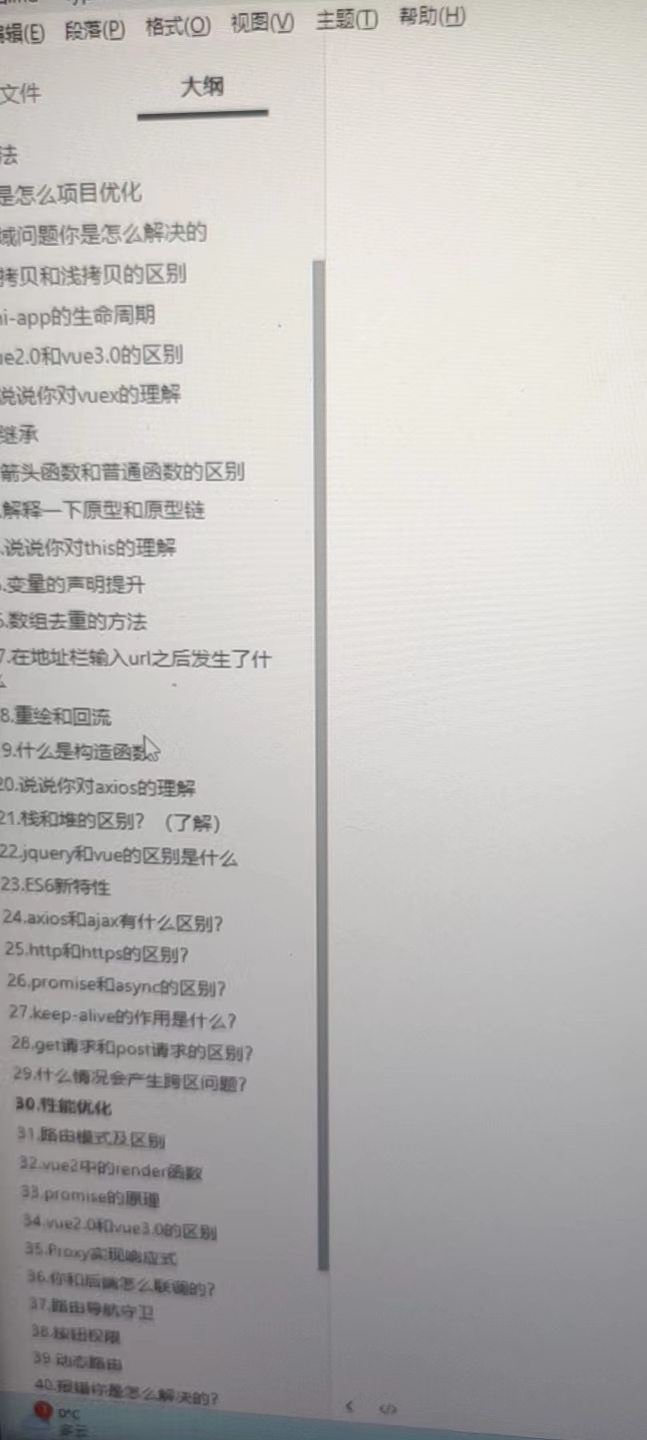 编辑(E) 段落(P) 格式(O) 视图(V) 主题(T) 帮助(H)
文件 大纲
法
是怎么项目优化
域问题你是怎么解决的
拷贝和浅拷贝的区别
ni-app的生命周期
ue2.0和vue3.0的区别
说说你对vuex的理解
继承
箭头函数和普通函数的区别
.解释一下原型和原型链
.说说你对this的理解
.变量的声明提升
6.数组去重的方法
7.在地址栏输入url之后发生了什
么
8.重绘和回流
9.什么是构造函数
20.说说你对axios的理解
21.栈和堆的区别？（了解）
22.jquery和vue的区别是什么
23.ES6新特性
24.axios和ajax有什么区别?
25.http和https的区别?
26.promise和async的区别?
27.keep-alive的作用是什么?
28.get请求和post请求的区别?
29.什么情况会产生跨区问题?
30.性能优化
31.路由模式及区别
32.vue2中的render函数
33.promise的原理
34.vue2.0和vue3.0的区别
35.Proxy实现响应式
36.你和后端怎么联调的?
37.路由导航守卫
38.按钮权限
39.动态路由
40.报错你是怎么解决的?
0°C
多云